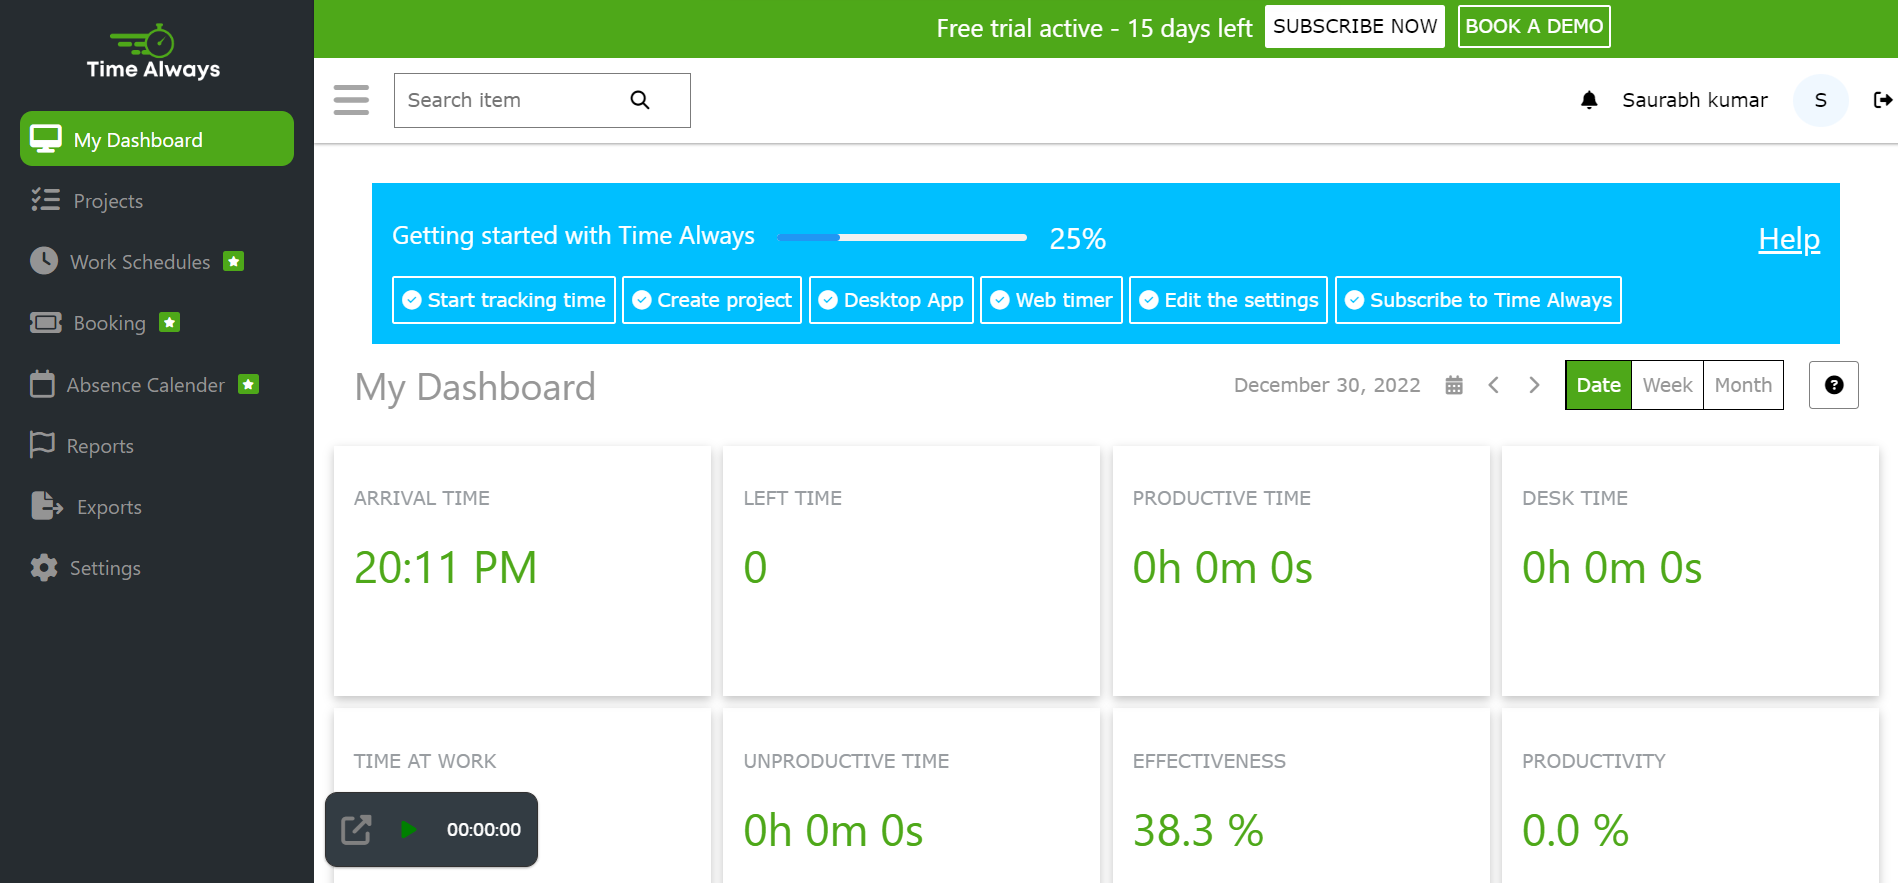 Time Always
Free trial active - 15 days left SUBSCRIBE NOW BOOK A DEMO
Search item
Saurabh kumar S
My Dashboard
Projects
Work Schedules
Booking
Absence Calender
Reports
Exports
Settings
Getting started with Time Always 25% Help
Start tracking time Create project Desktop App Web timer Edit the settings Subscribe to Time Always
My Dashboard December 30, 2022 Date Week Month ?
ARRIVAL TIME
20:11 PM
LEFT TIME
0
PRODUCTIVE TIME
0h 0m 0s
DESK TIME
0h 0m 0s
TIME AT WORK
00:00:00
UNPRODUCTIVE TIME
0h 0m 0s
EFFECTIVENESS
38.3 %
PRODUCTIVITY
0.0 %